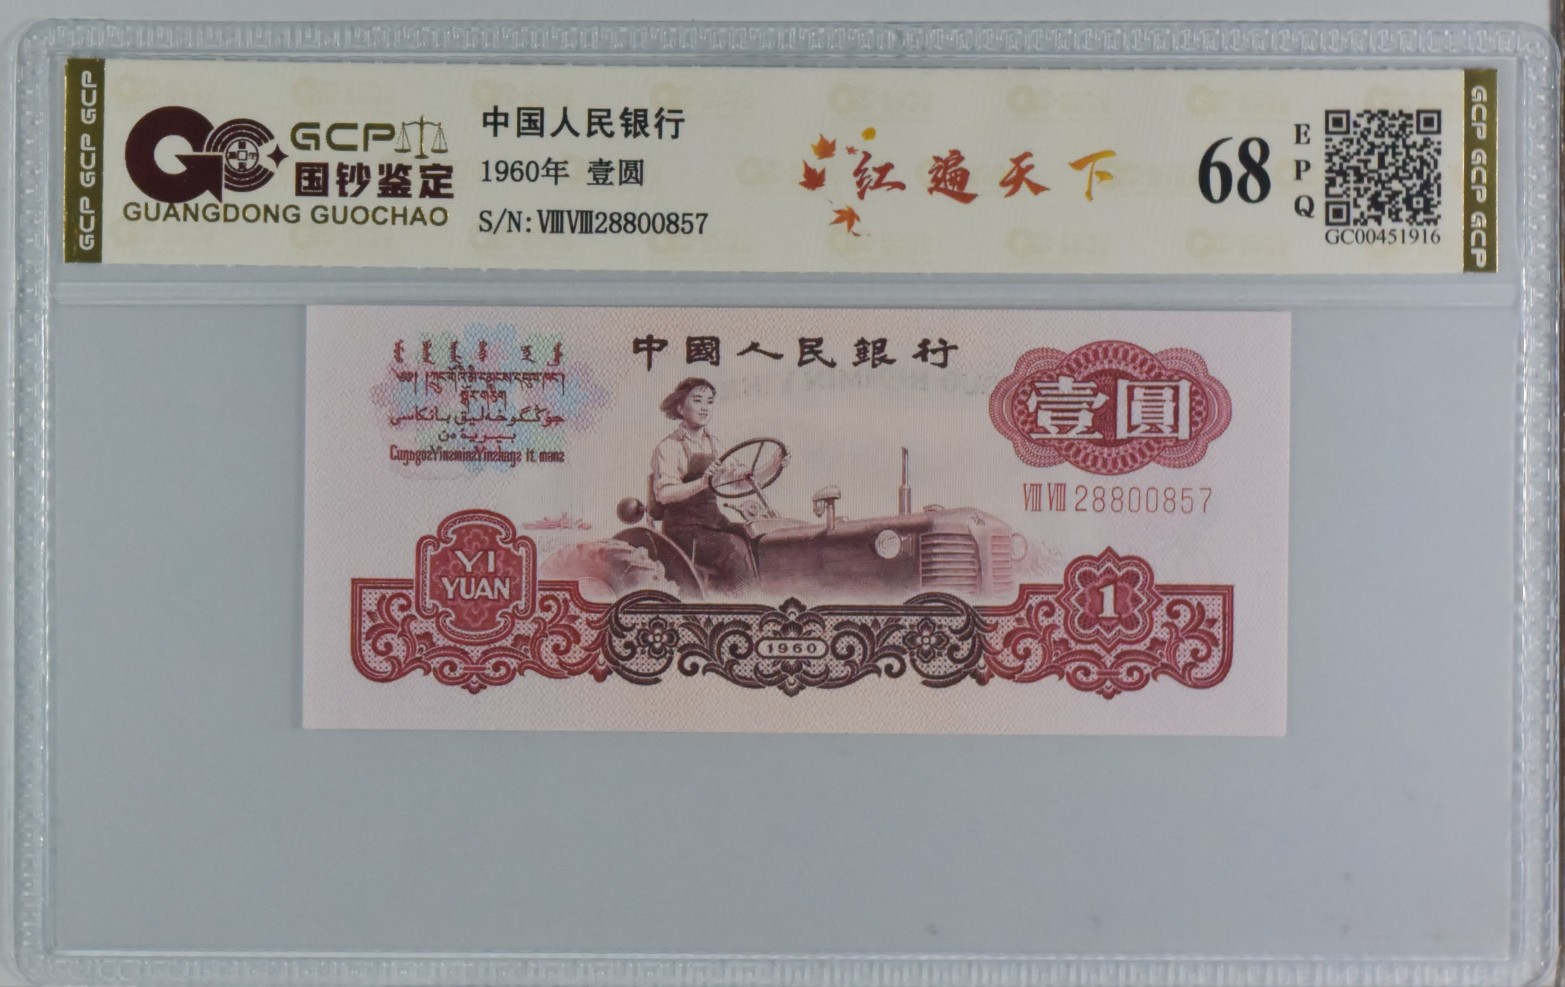 GCP GCP GCP
GCP
国钞鉴定
GUANGDONG GUOCHAO
中国人民银行
1960年 壹圆
S/N: ⅧⅧ28800857
红遍天下
68
EPQ
GC00451916
GCP GCP GCP
中國人民銀行
壹圓
ⅧⅧ 28800857
YI
YUAN
1
1960